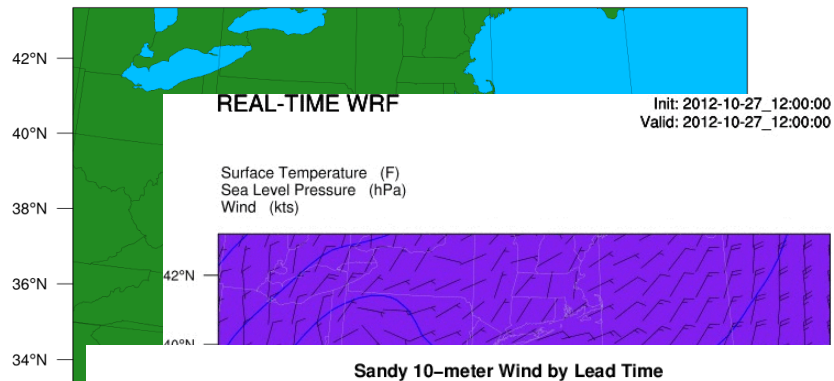 42°N
REAL-TIME WRF
Init: 2012-10-27_12:00:00
Valid: 2012-10-27_12:00:00
40°N
Surface Temperature (F)
Sea Level Pressure (hPa)
Wind (kts)
38°N
42°N
36°N
40°N
34°N
Sandy 10-meter Wind by Lead Time